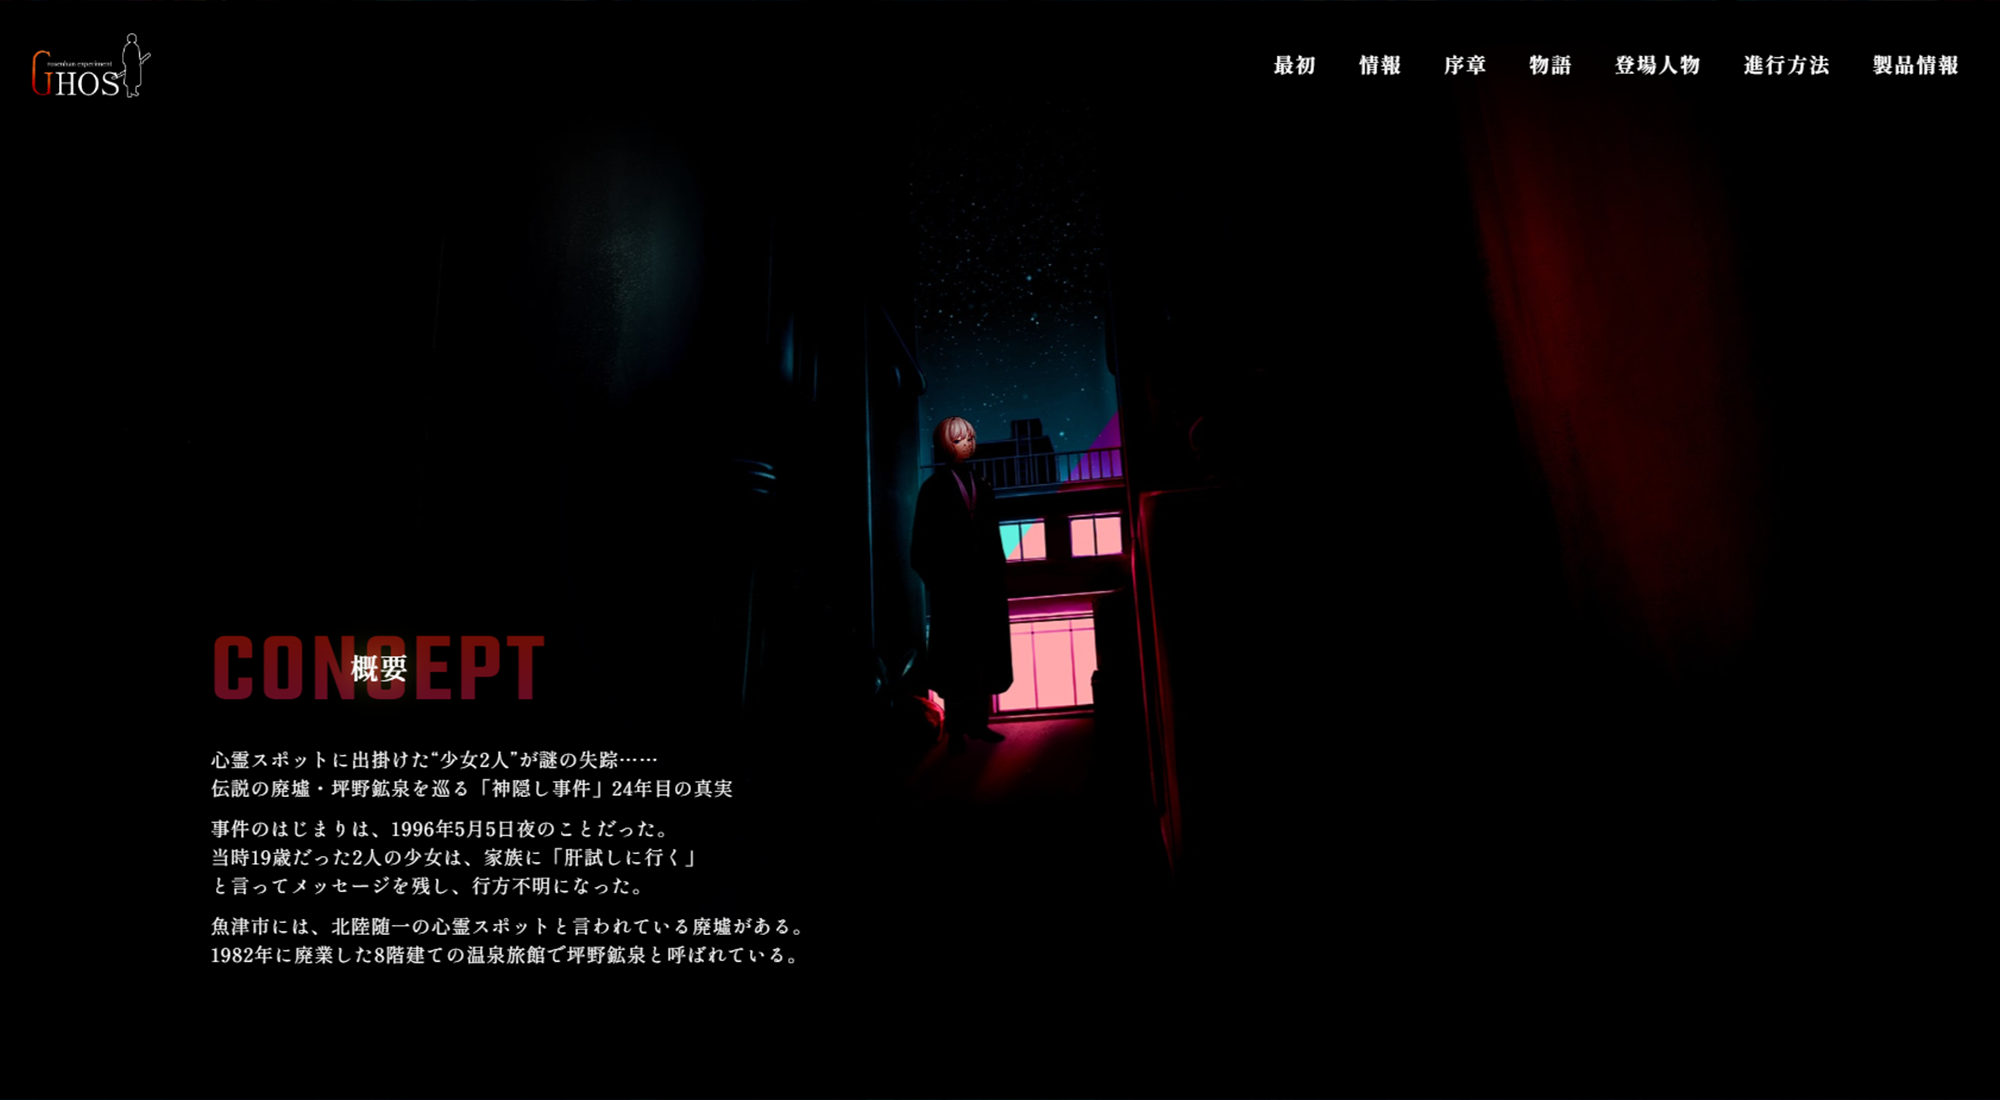 rosenhan experiment
GHOST
最初 情報 序章 物語 登場人物 進行方法 製品情報
CONCEPT
概要
心霊スポットに出掛けた“少女2人”が謎の失踪……
伝説の廃墟・坪野鉱泉を巡る「神隠し事件」24年目の真実
事件のはじまりは、1996年5月5日夜のことだった。
当時19歳だった2人の少女は、家族に「肝試しに行く」
と言ってメッセージを残し、行方不明になった。
魚津市には、北陸随一の心霊スポットと言われている廃墟がある。
1982年に廃業した8階建ての温泉旅館で坪野鉱泉と呼ばれている。